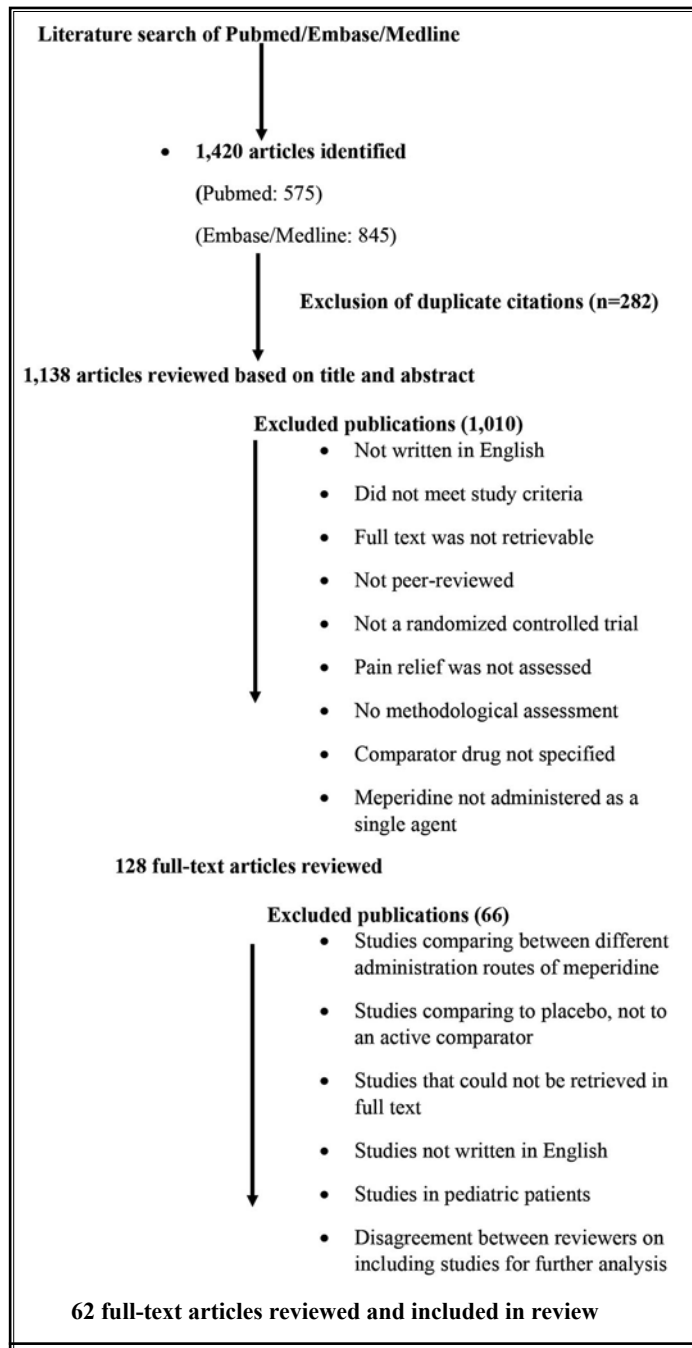 Literature search of Pubmed/Embase/Medline
• 1,420 articles identified
(Pubmed: 575)
(Embase/Medline: 845)
Exclusion of duplicate citations (n=282)
1,138 articles reviewed based on title and abstract
Excluded publications (1,010)
• Not written in English
• Did not meet study criteria
• Full text was not retrievable
• Not peer-reviewed
• Not a randomized controlled trial
• Pain relief was not assessed
• No methodological assessment
• Comparator drug not specified
• Meperidine not administered as a
single agent
128 full-text articles reviewed
Excluded publications (66)
• Studies comparing between different
administration routes of meperidine
• Studies comparing to placebo, not to
an active comparator
• Studies that could not be retrieved in
full text
• Studies not written in English
• Studies in pediatric patients
• Disagreement between reviewers on
including studies for further analysis
62 full-text articles reviewed and included in review